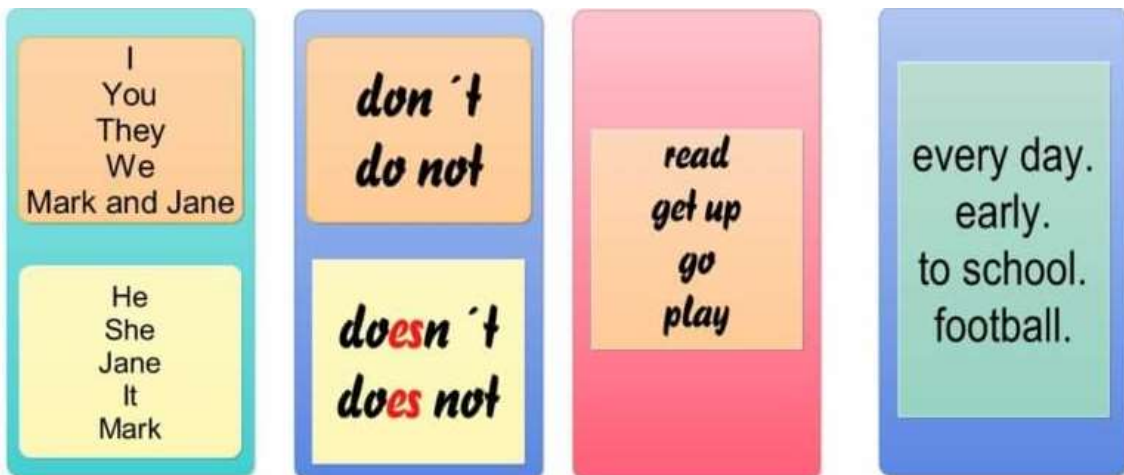 I
You
They
We
Mark and Jane
He
She
Jane
It
Mark
don ´t
do not
doesn ´t
does not
read
get up
go
play
every day.
early.
to school.
football.